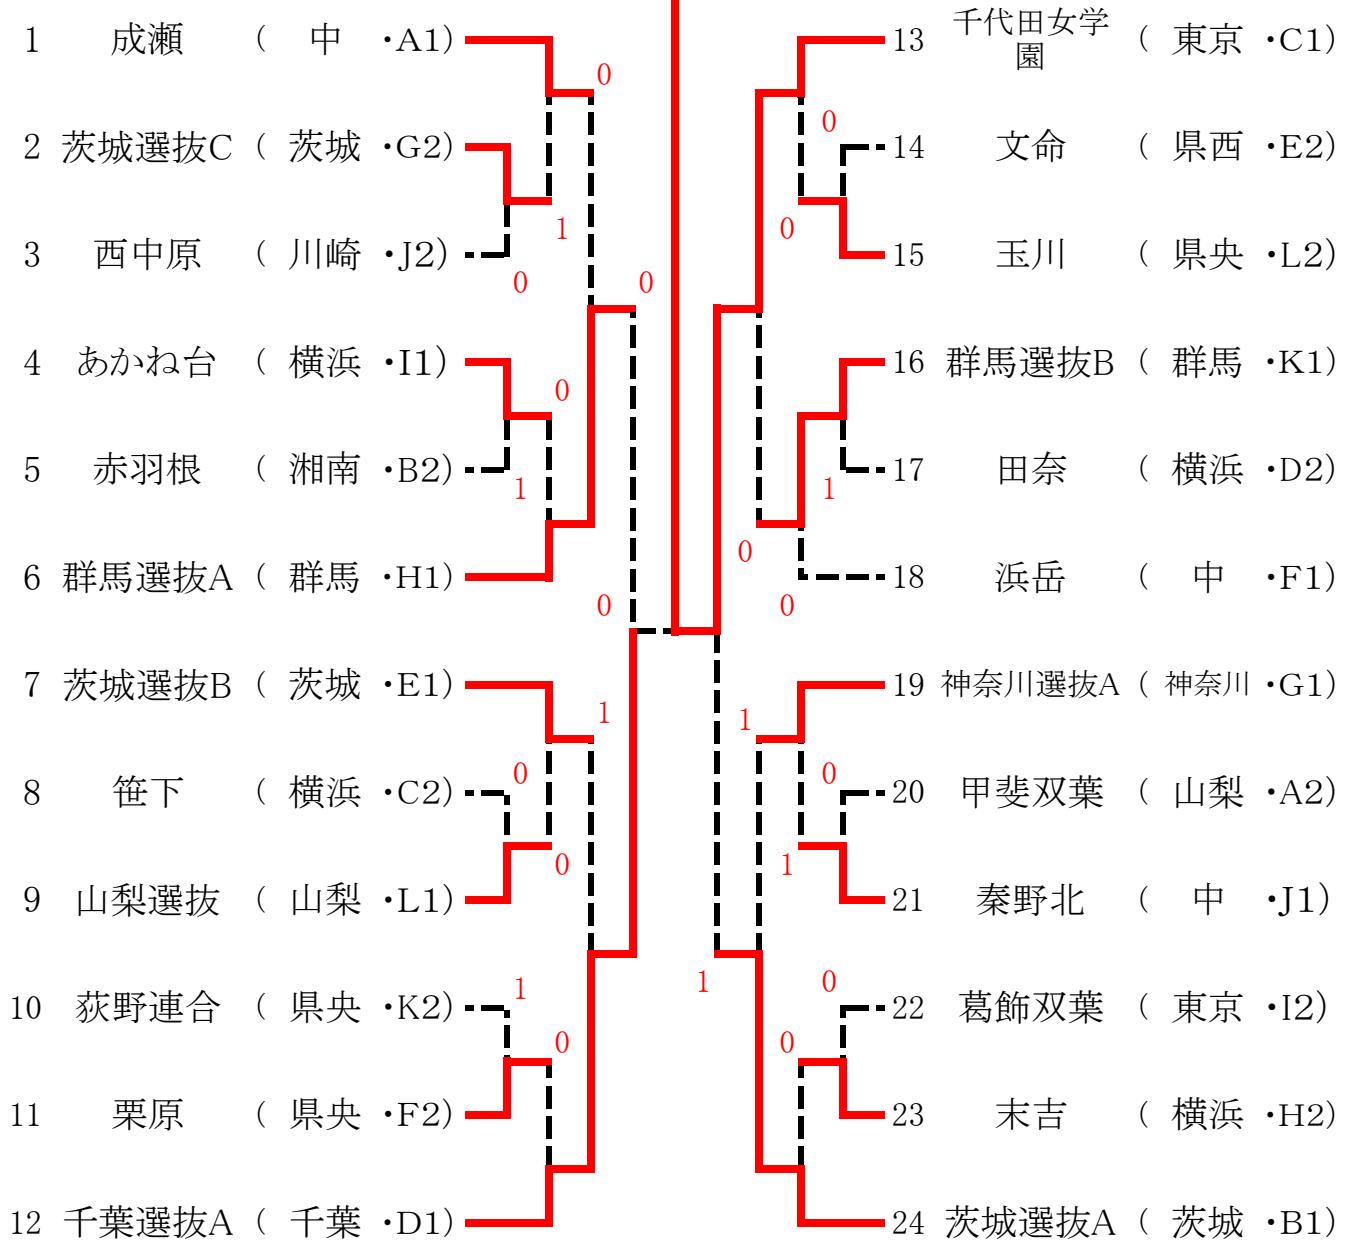 1 成瀬 ( 中 ・A1)
0
2 茨城選抜C ( 茨城 ・G2)
1
3 西中原 ( 川崎 ・J2)
0
0
4 あかね台 ( 横浜 ・I1)
0
5 赤羽根 ( 湘南 ・B2)
1
6 群馬選抜A ( 群馬 ・H1)
0
7 茨城選抜B ( 茨城 ・E1)
1
8 笹下 ( 横浜 ・C2)
0
0
9 山梨選抜 ( 山梨 ・L1)
10 荻野連合 ( 県央 ・K2)
1
0
11 栗原 ( 県央 ・F2)
12 千葉選抜A ( 千葉 ・D1)
13 千代田女学
園 ( 東京 ・C1)
0
14 文命 ( 県西 ・E2)
0
15 玉川 ( 県央 ・L2)
16 群馬選抜B ( 群馬 ・K1)
17 田奈 ( 横浜 ・D2)
1
0
18 浜岳 ( 中 ・F1)
0
19 神奈川選抜A ( 神奈川 ・G1)
1
20 甲斐双葉 ( 山梨 ・A2)
0
1
21 秦野北 ( 中 ・J1)
1
0
22 葛飾双葉 ( 東京 ・I2)
0
23 末吉 ( 横浜 ・H2)
24 茨城選抜A ( 茨城 ・B1)